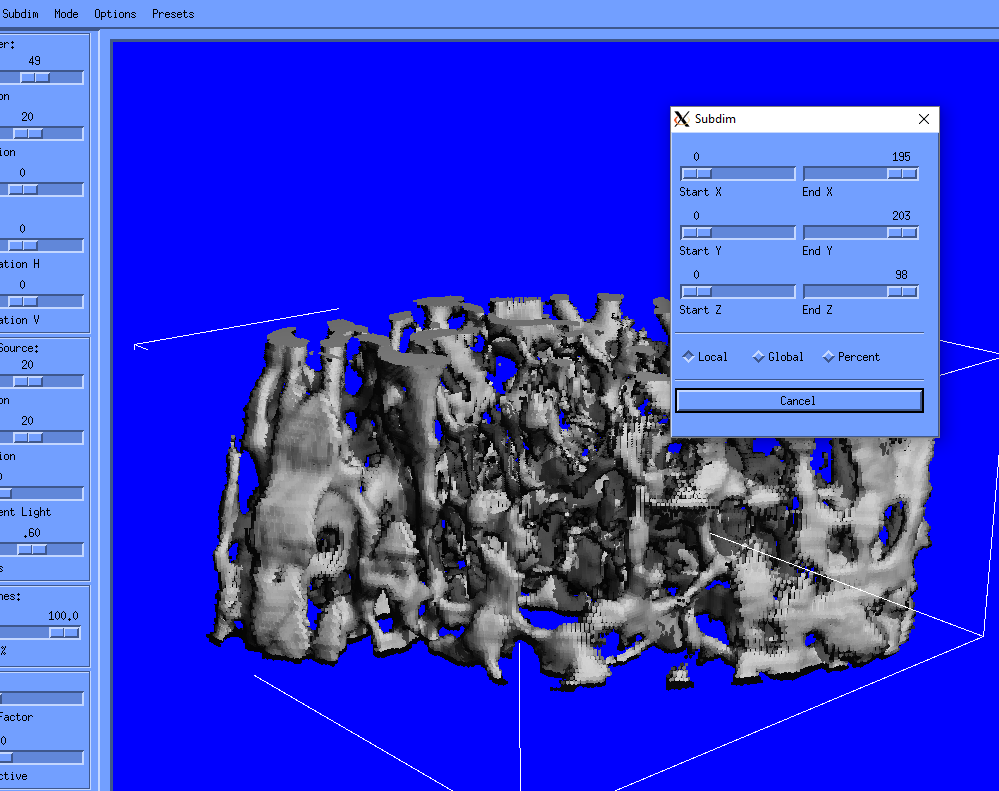 Subdim Mode Options Presets
er:
49
on
20
ion
0
0
ation H
0
ation V
Source:
20
on
20
ion
ent Light
.60
s
nes:
100.0
%
Factor
0
ctive
Subdim
0 195
Start X End X
0 203
Start Y End Y
0 98
Start Z End Z
Local Global Percent
Cancel